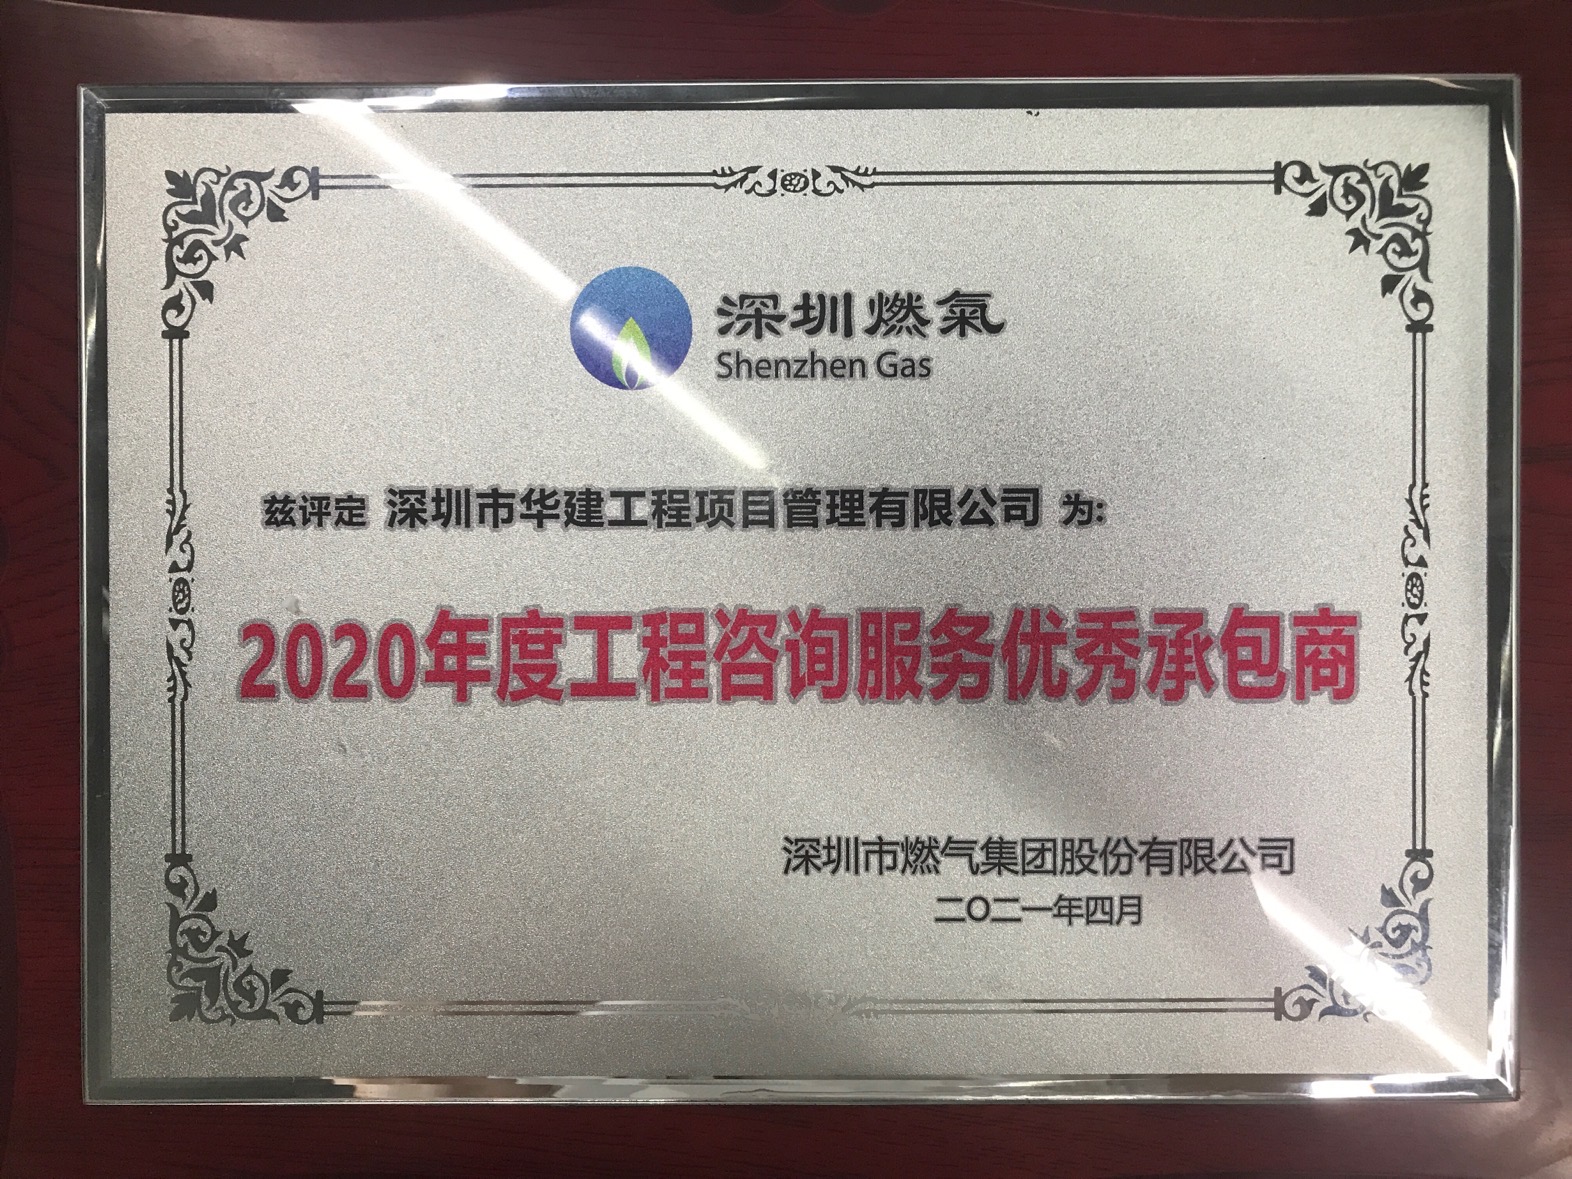 深圳燃氣
Shenzhen Gas
兹评定 深圳市华建工程项目管理有限公司 为:
2020年度工程咨询服务优秀承包商
深圳市燃气集团股份有限公司
二〇二一年四月